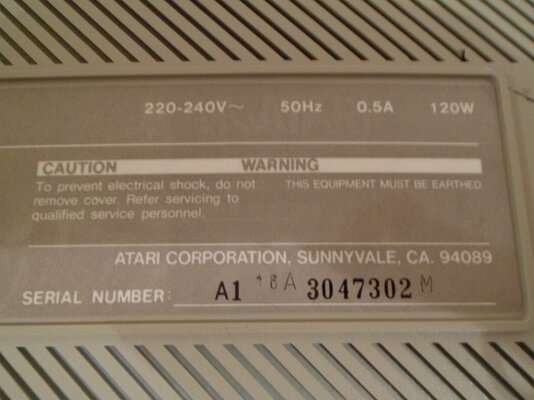 220-240V~ 50Hz 0.5A 120W
CAUTION WARNING
To prevent electrical shock, do not THIS EQUIPMENT MUST BE EARTHED.
remove cover. Refer servicing to
qualified service personnel.
ATARI CORPORATION, SUNNYVALE, CA. 94089
SERIAL NUMBER: A1 16A 3047302 M